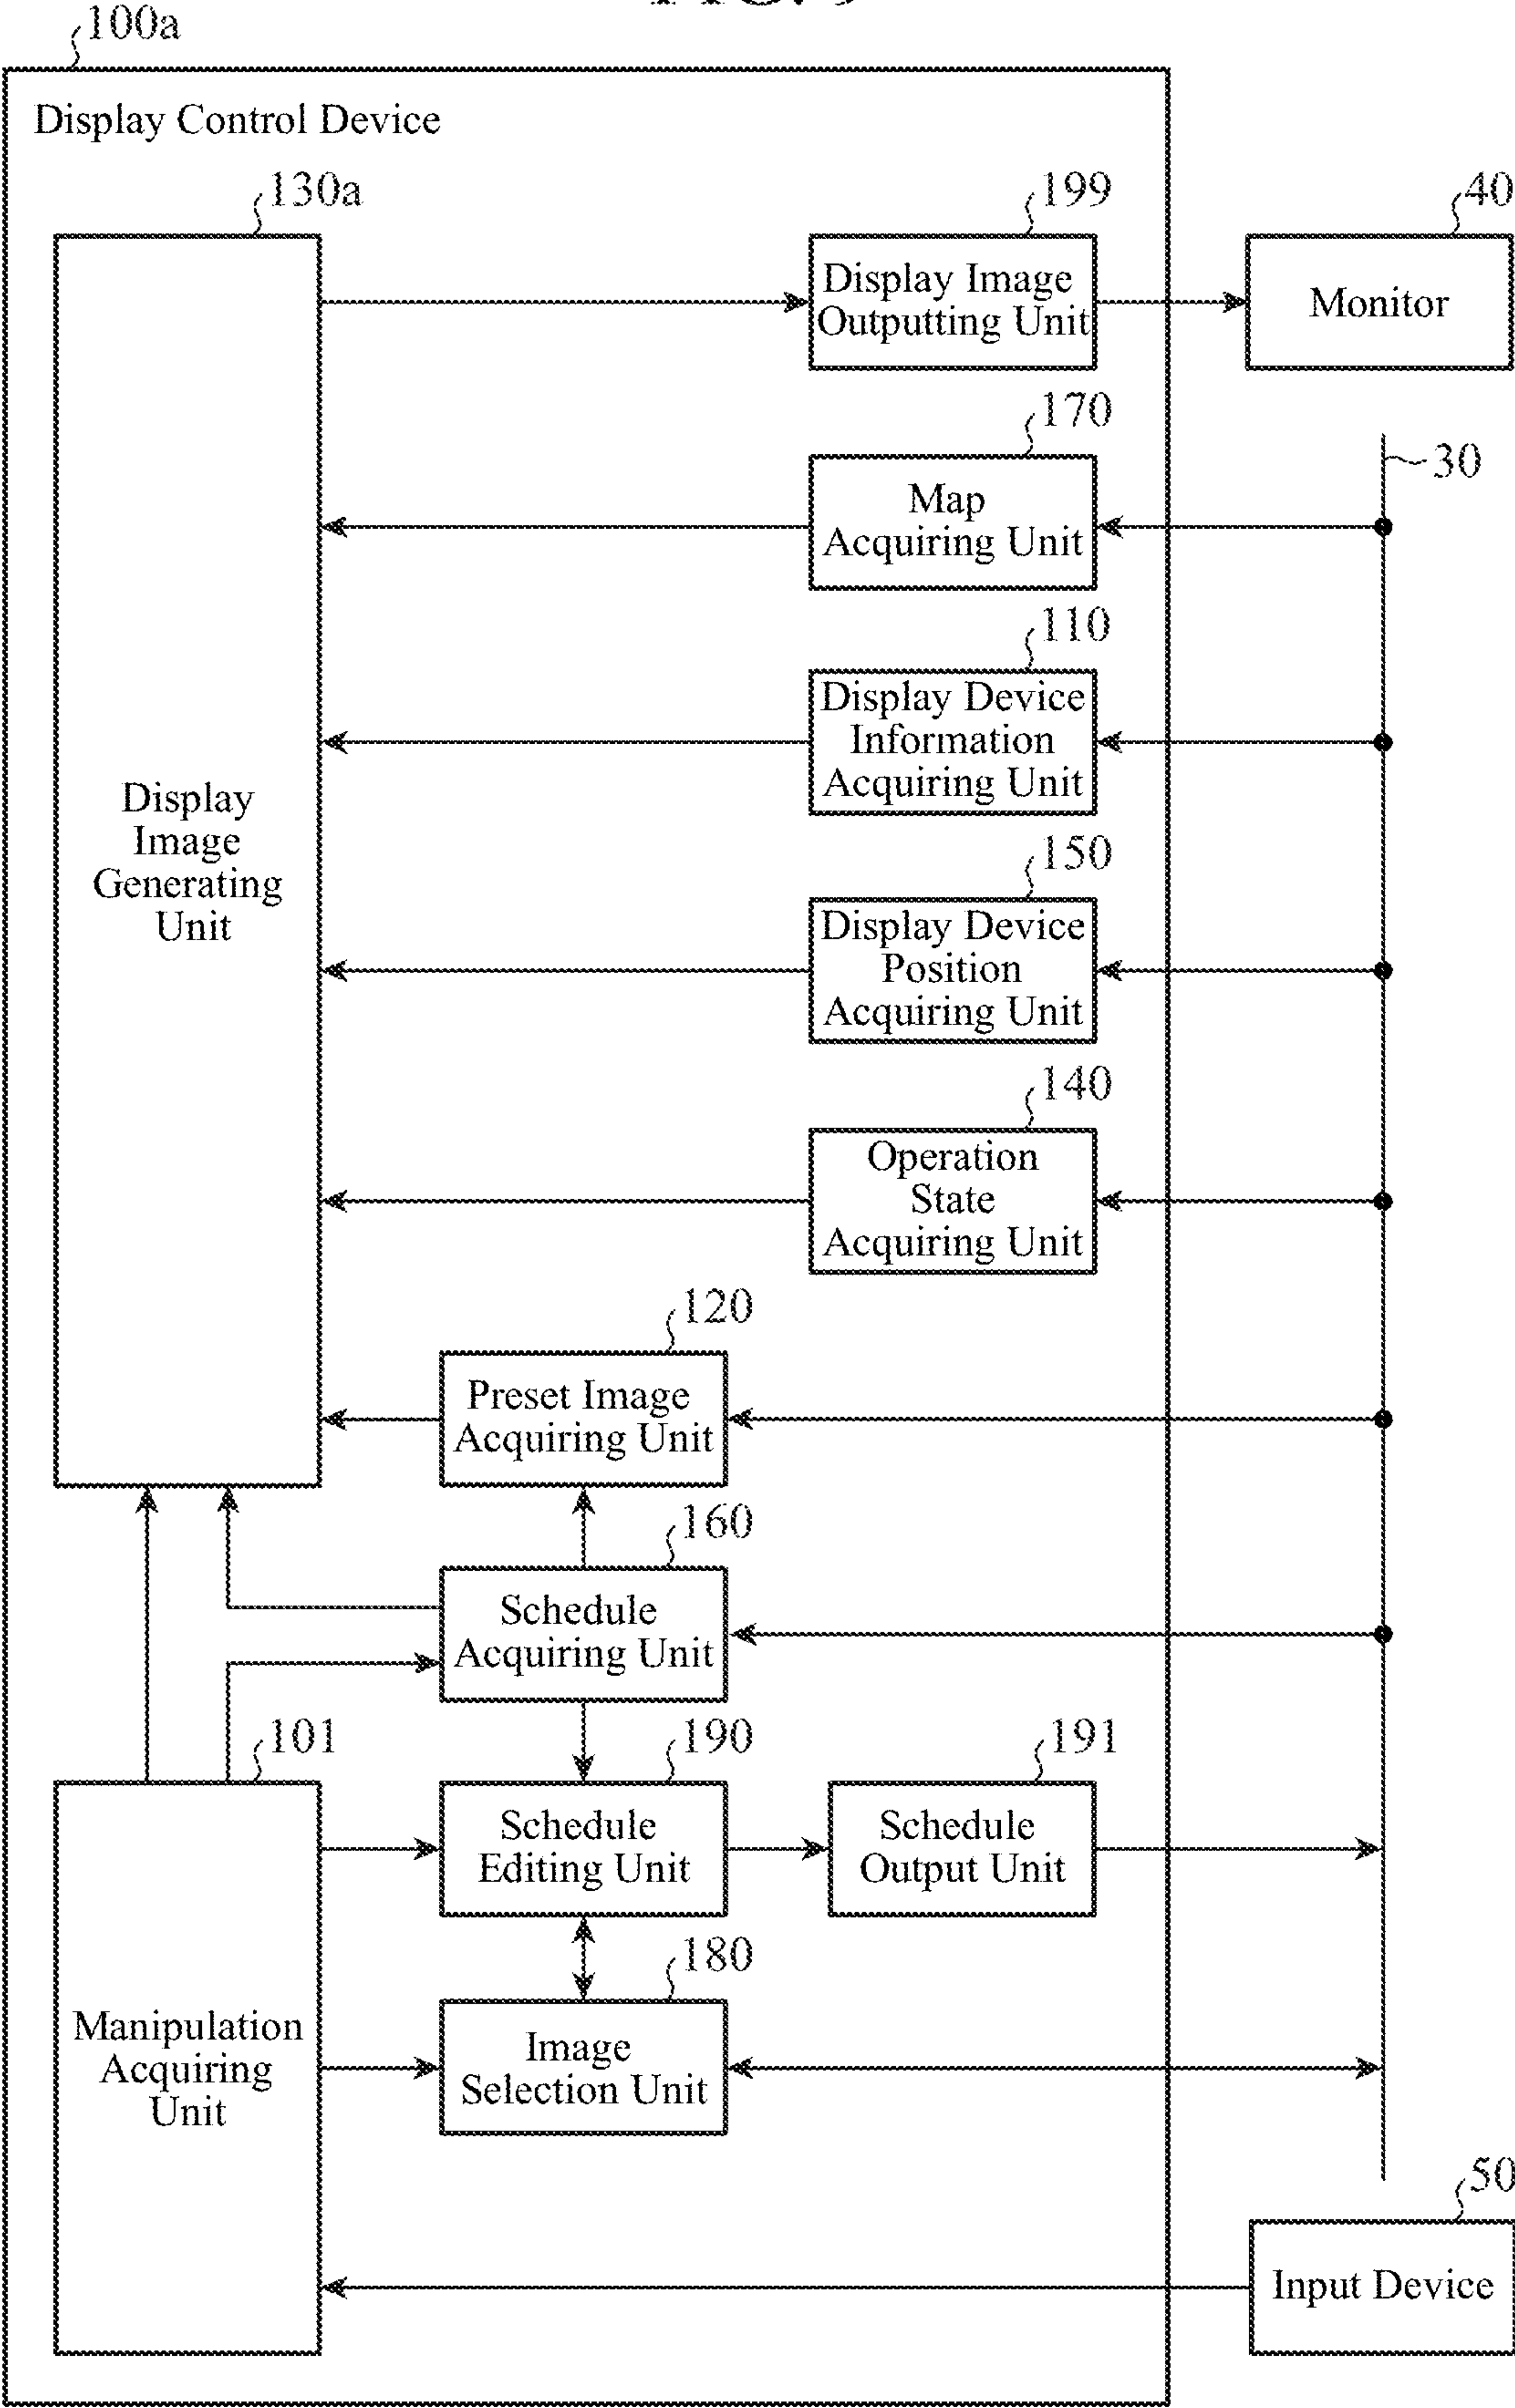 100a
Display Control Device
130a
199
40
Display Image
Outputting Unit
Monitor
170
30
Map
Acquiring Unit
110
Display Device
Information
Acquiring Unit
Display
Image
Generating
Unit
150
Display Device
Position
Acquiring Unit
140
Operation
State
Acquiring Unit
120
Preset Image
Acquiring Unit
160
Schedule
Acquiring Unit
101
190
191
Schedule
Editing Unit
Schedule
Output Unit
180
Manipulation
Acquiring
Unit
Image
Selection Unit
50
Input Device